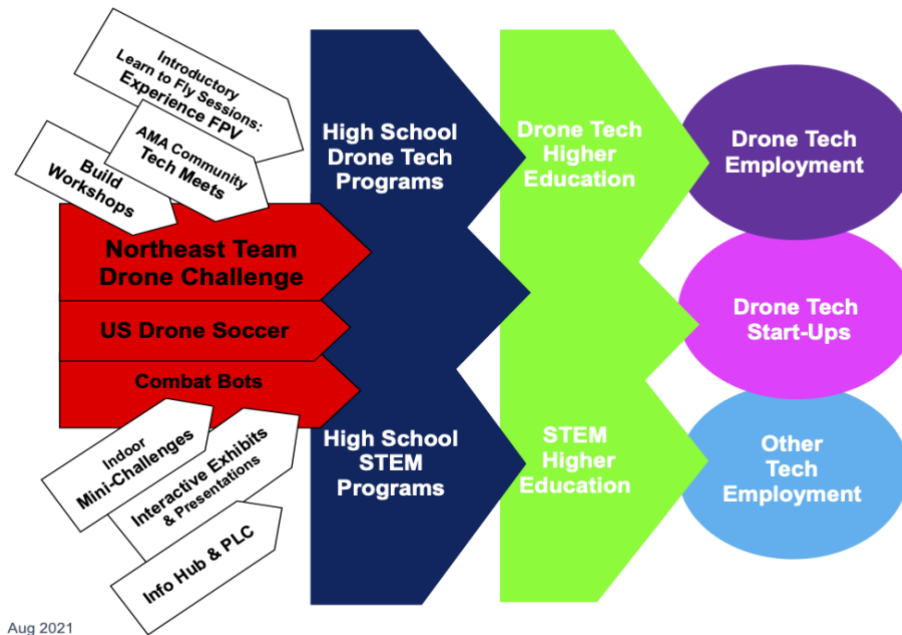 Introductory
Learn to Fly Sessions:
Experience FPV
AMA Community
Tech Meets
Build
Workshops
Northeast Team
Drone Challenge
US Drone Soccer
Combat Bots
Indoor
Mini-Challenges
Interactive Exhibits
& Presentations
Info Hub & PLC
High School
Drone Tech
Programs
High School
STEM
Programs
Drone Tech
Higher
Education
STEM
Higher
Education
Drone Tech
Employment
Drone Tech
Start-Ups
Other
Tech
Employment
Aug 2021